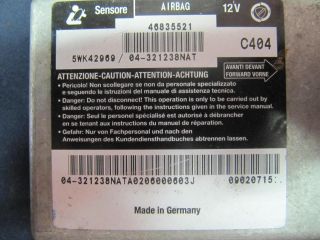 Sensore AIRBAG 12V
46835521
5WK42969 / 04-321238NAT C404
AVANTI DEVANT
FORWARD VORNE
ATTENZIONE-CAUTION-ATTENTION-ACHTUNG
• Pericolo! Non scollegare se non da personale specializzato
e seguendo le istruzioni del manuale di assistenza tecnica.
• Danger: Do not disconnect! This operation is only to be carried out
by skilled operators, following the instructions given in the service manual.
• Danger: Seul le personnel spécialisé est autorisé à débrancher
en se tenant strictement aux instructions du manuel de réparation.
• Gefahr: Nur von Fachpersonal und nach den
Anweisungen des Kundendiensthandbuches abtrennen lassen.
04-321238NATA0206000603J 09020715:
Made in Germany